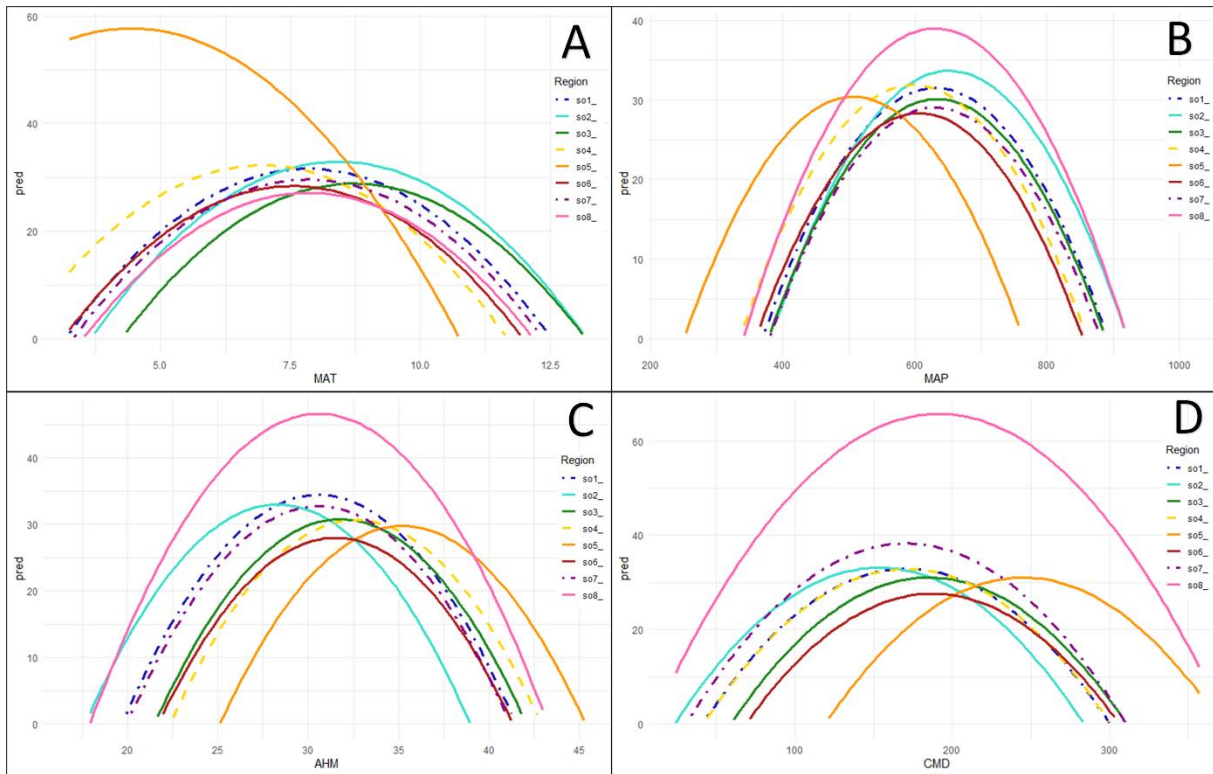 A
60
40
20
0
pred
5.0
7.5
10.0
12.5
MAT
Region
so1_
so2_
so3_
so4_
so5_
so6_
so7_
so8_
B
40
30
20
10
0
pred
200
400
600
800
1000
MAP
Region
so1_
so2_
so3_
so4_
so5_
so6_
so7_
so8_
C
40
30
20
10
0
pred
20
25
30
35
40
45
AHM
Region
so1_
so2_
so3_
so4_
so5_
so6_
so7_
so8_
D
60
40
20
0
pred
100
200
300
CMD
Region
so1_
so2_
so3_
so4_
so5_
so6_
so7_
so8_